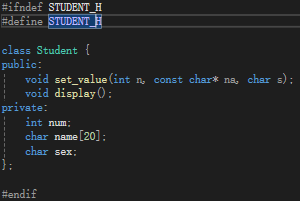 #ifndef STUDENT_H
#define STUDENT_H
class Student {
public:
void set_value(int n, const char* na, char s);
void display();
private:
int num;
char name[20];
char sex;
};
#endif